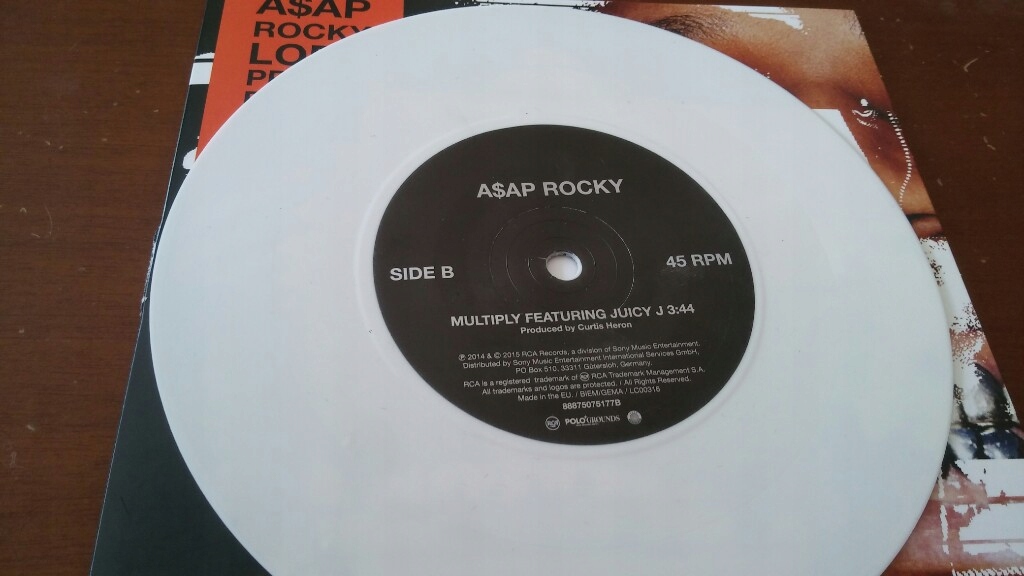 A$AP
ROCKY
A$AP ROCKY
SIDE B
45 RPM
MULTIPLY FEATURING JUICY J 3:44
Produced by Curtis Heron
℗ 2014 & © 2015 RCA Records, a division of Sony Music Entertainment.
Distributed by Sony Music Entertainment International Services GmbH,
PO Box 510, 33311 Gütersloh, Germany.
RCA is a registered trademark of RCA Trademark Management S.A.
All trademarks and logos are protected. / All Rights Reserved.
Made in the EU. / BIEM/GEMA / LC00316
88875075177B
RCA POLO GROUNDS